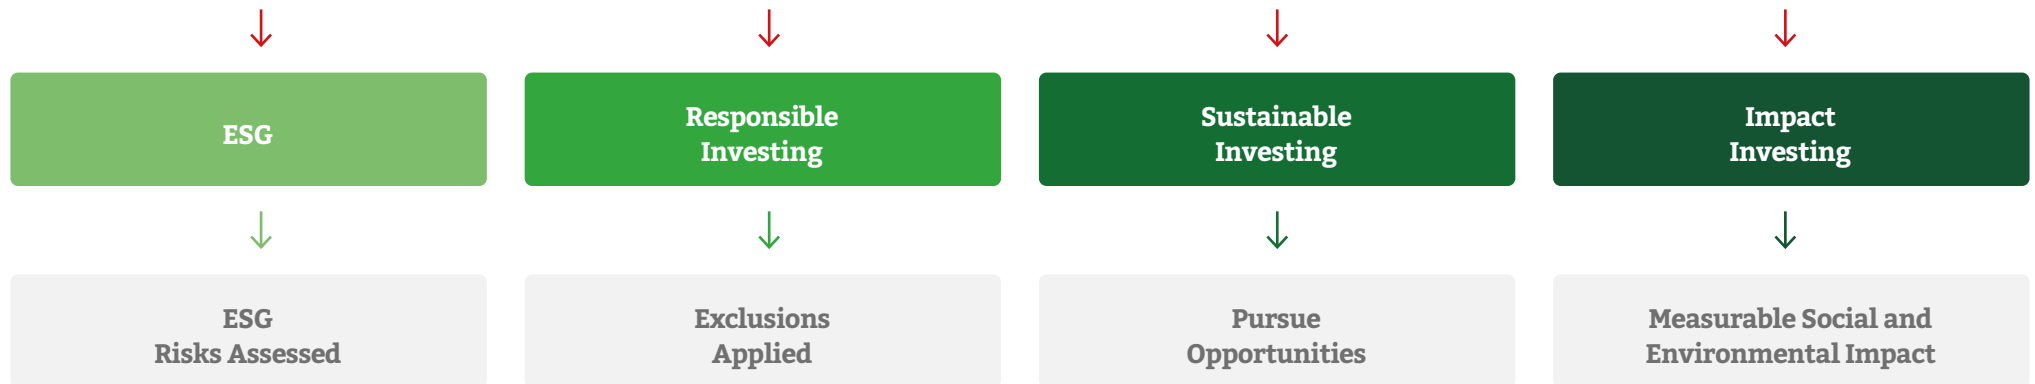 ESG
Responsible
Investing
Sustainable
Investing
Impact
Investing
ESG
Risks Assessed
Exclusions
Applied
Pursue
Opportunities
Measurable Social and
Environmental Impact